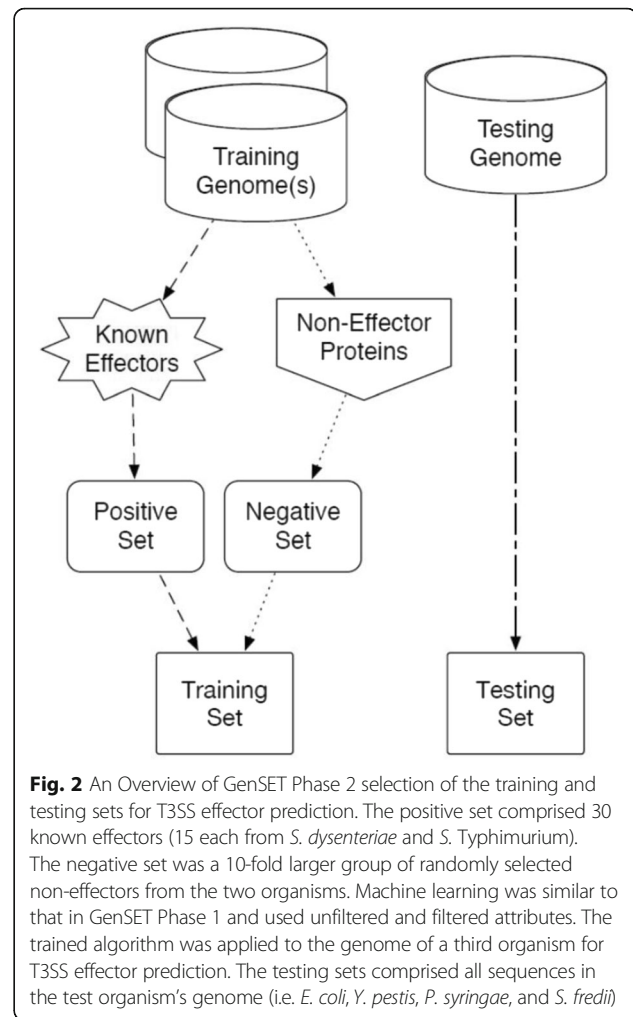 Training
Genome(s)
Testing
Genome
Known
Effectors
Non-Effector
Proteins
Positive
Set
Negative
Set
Training
Set
Testing
Set
Fig. 2 An Overview of GenSET Phase 2 selection of the training and
testing sets for T3SS effector prediction. The positive set comprised 30
known effectors (15 each from S. dysenteriae and S. Typhimurium).
The negative set was a 10-fold larger group of randomly selected
non-effectors from the two organisms. Machine learning was similar to
that in GenSET Phase 1 and used unfiltered and filtered attributes. The
trained algorithm was applied to the genome of a third organism for
T3SS effector prediction. The testing sets comprised all sequences in
the test organism's genome (i.e. E. coli, Y. pestis, P. syringae, and S. fredii)